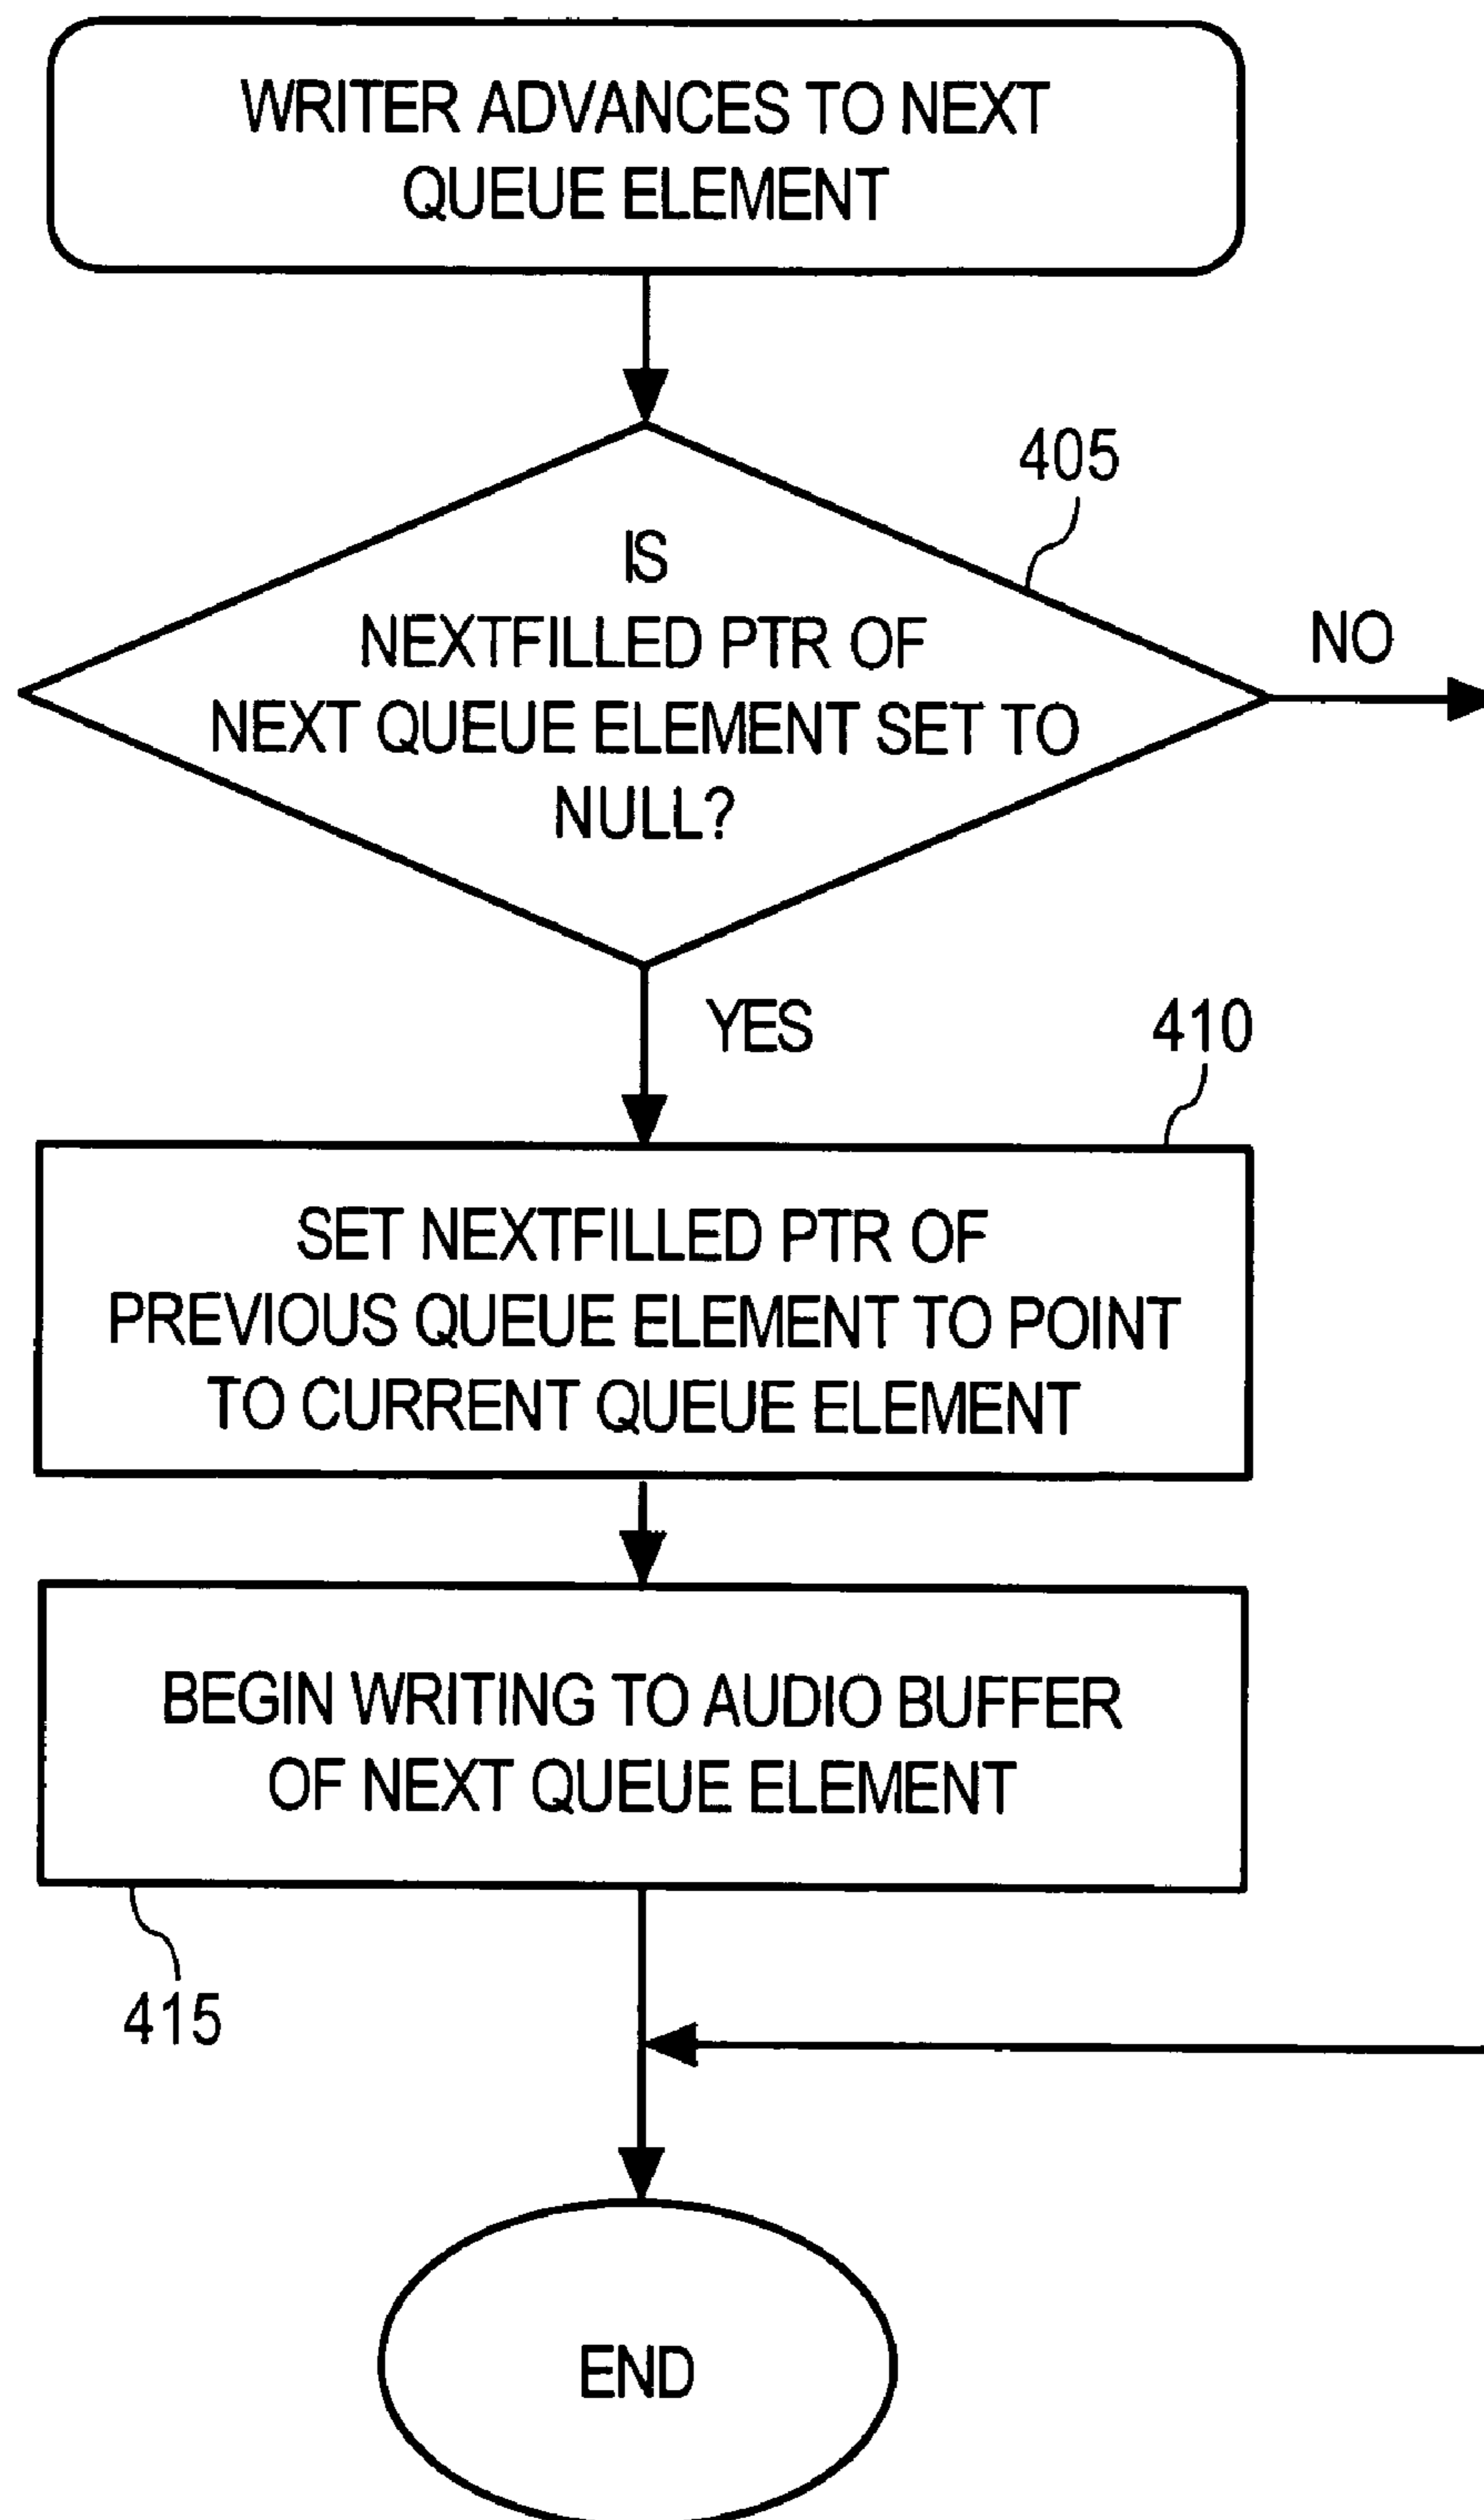 WRITER ADVANCES TO NEXT
QUEUE ELEMENT
405
IS
NEXTFILLED PTR OF
NEXT QUEUE ELEMENT SET TO
NULL?
NO
YES
410
SET NEXTFILLED PTR OF
PREVIOUS QUEUE ELEMENT TO POINT
TO CURRENT QUEUE ELEMENT
BEGIN WRITING TO AUDIO BUFFER
OF NEXT QUEUE ELEMENT
415
END